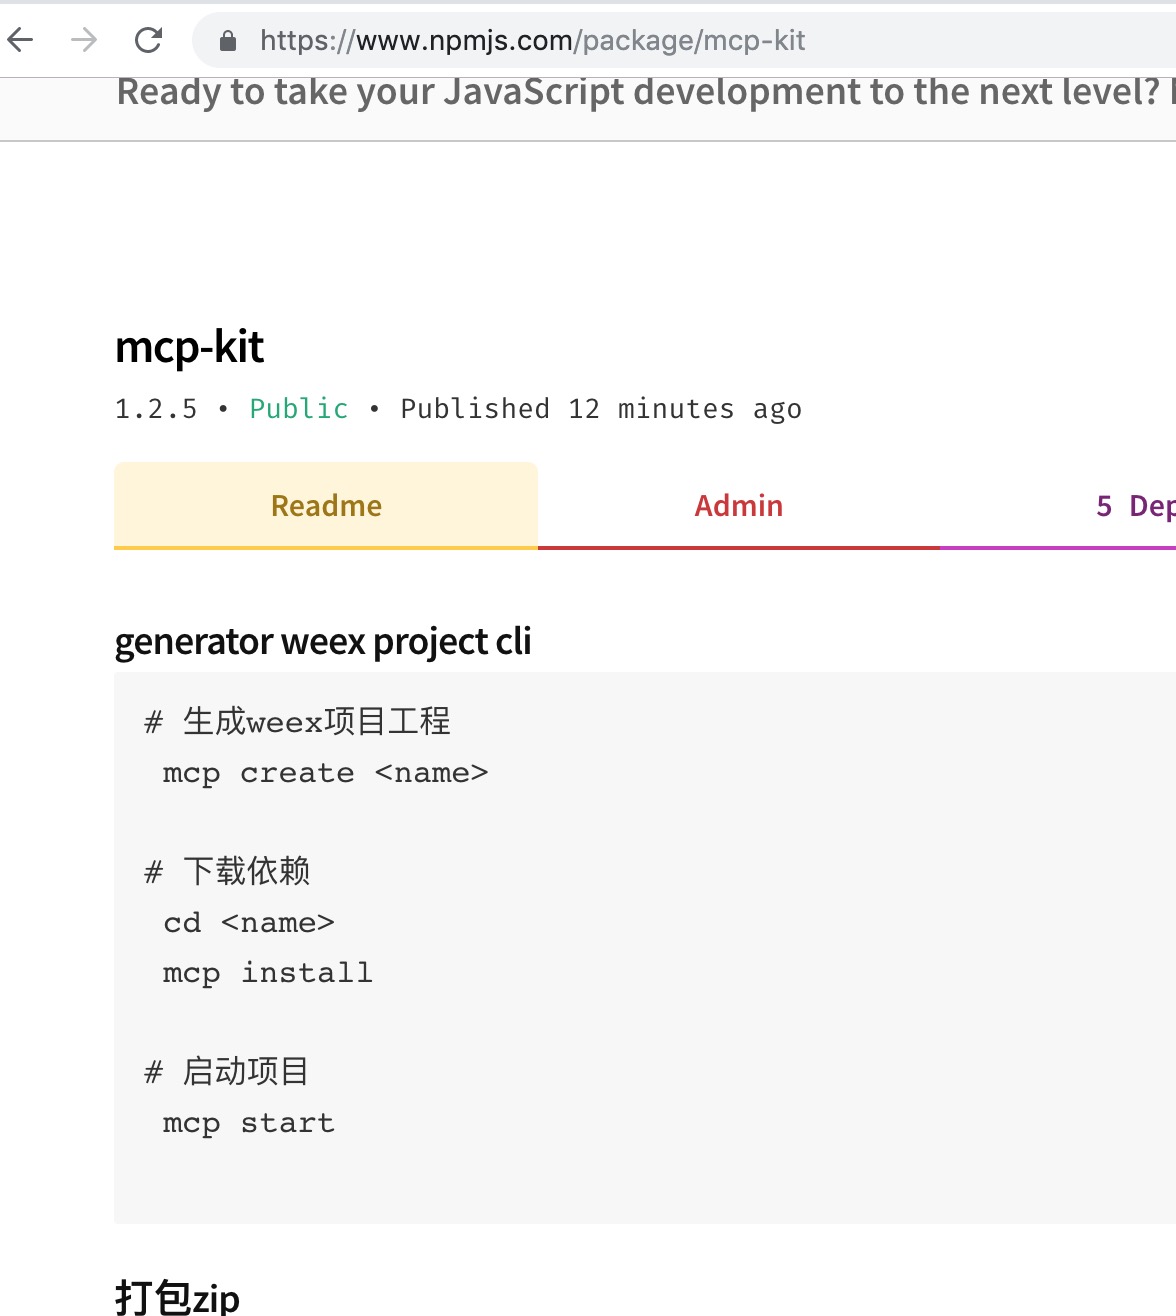 https://www.npmjs.com/package/mcp-kit
Ready to take your JavaScript development to the next level?
mcp-kit
1.2.5 • Public • Published 12 minutes ago
Readme
Admin
5
generator weex project cli
# 生成weex项目工程
mcp create <name>
# 下载依赖
cd <name>
mcp install
# 启动项目
mcp start
打包zip